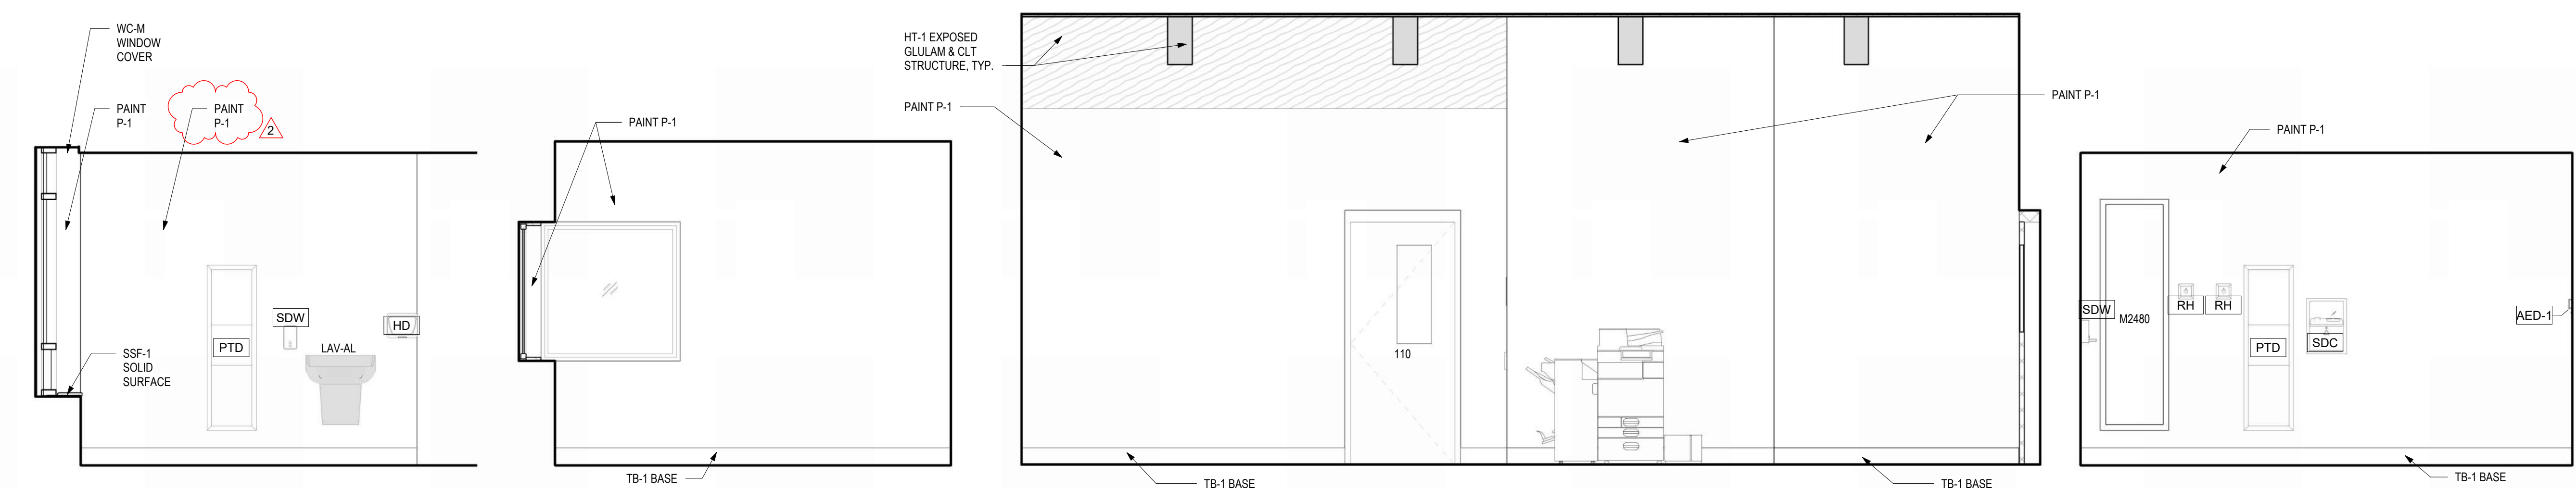 WC-M
WINDOW
COVER
PAINT
P-1
PAINT
P-1
2
SDW
HD
PTD
LAV-AL
SSF-1
SOLID
SURFACE
PAINT P-1
TB-1 BASE
HT-1 EXPOSED
GLULAM & CLT
STRUCTURE, TYP.
PAINT P-1
PAINT P-1
110
TB-1 BASE
TB-1 BASE
PAINT P-1
SDW
M2480
RH
RH
PTD
SDC
AED-1
TB-1 BASE